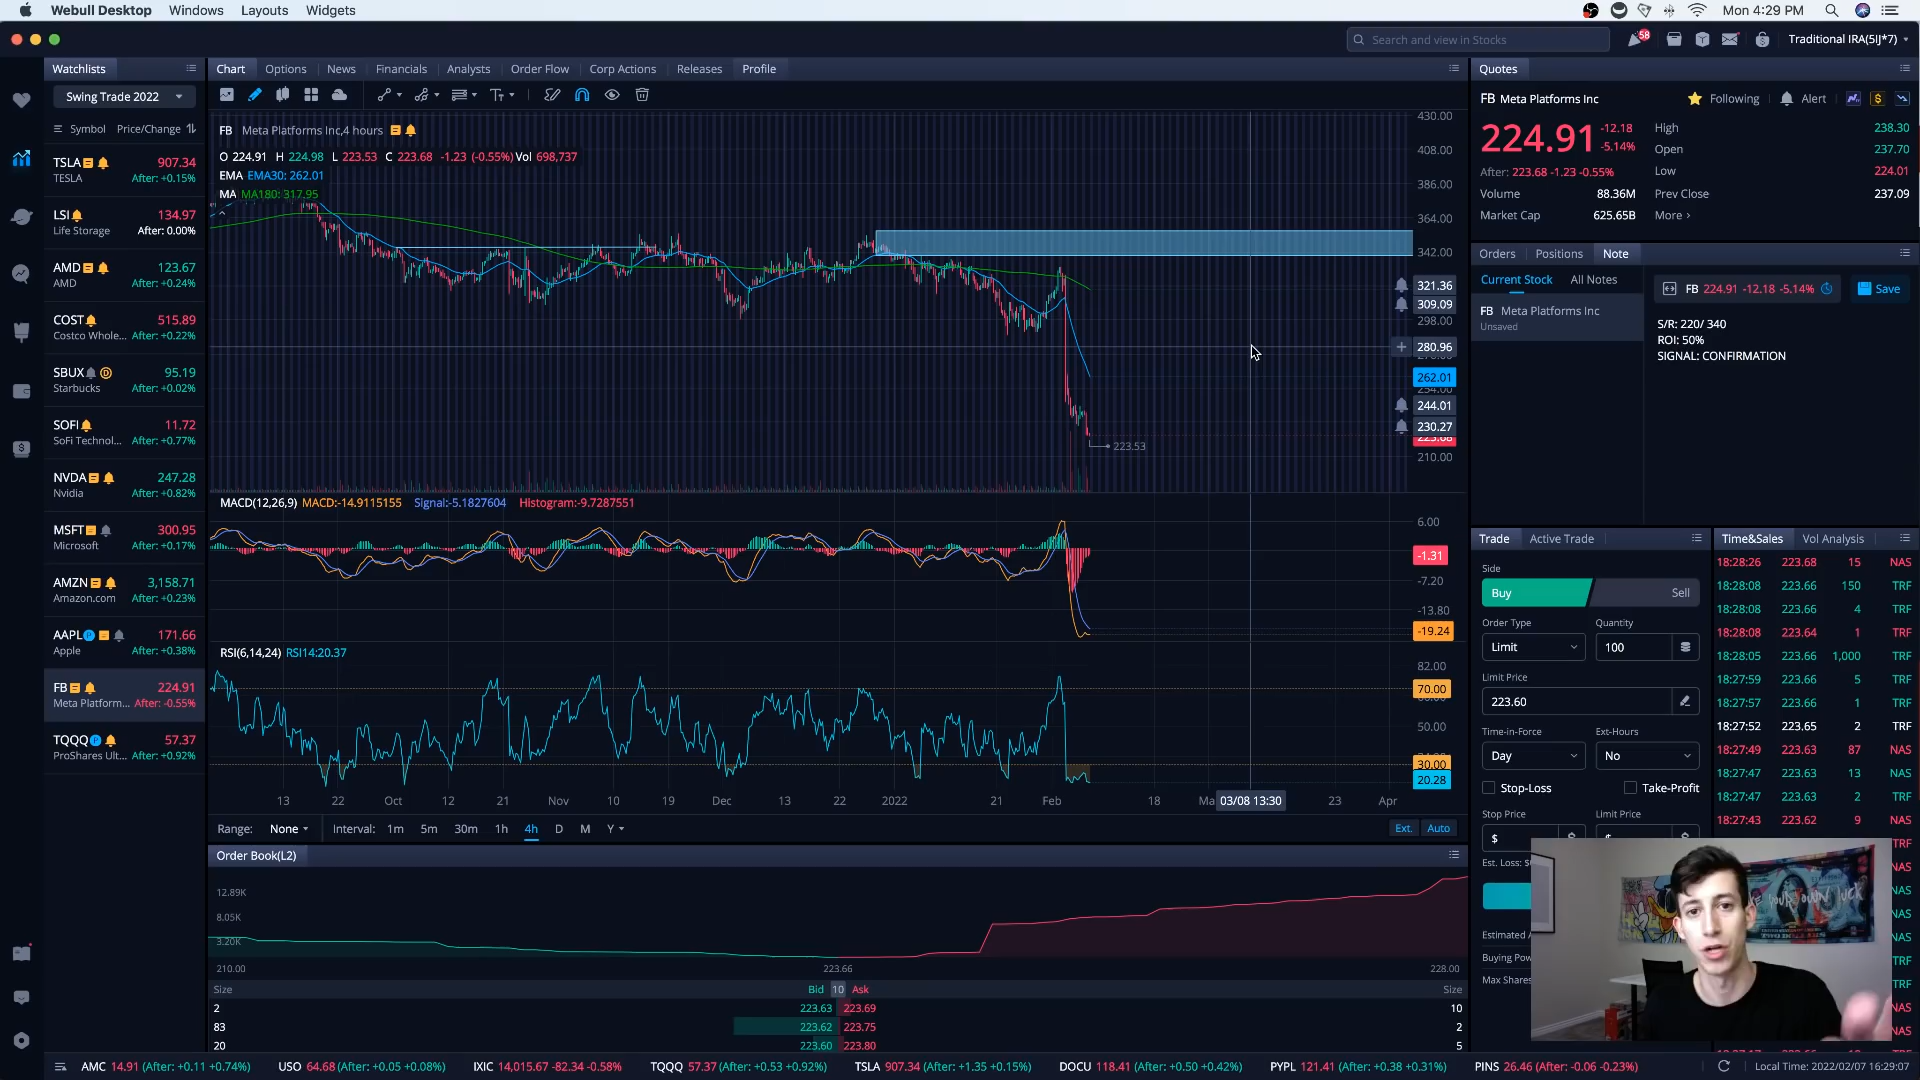 Webull Desktop Windows Layouts Widgets
Mon 4:29 PM
Search and view in Stocks
58
Traditional IRA(5IJ*7)
Watchlists
Swing Trade 2022
Symbol Price/Change
TSLA 907.34
TESLA After: +0.15%
LSI 134.97
Life Storage After: 0.00%
AMD 123.67
AMD After: +0.24%
COST 515.89
Costco Whole... After: +0.22%
SBUX 95.19
Starbucks After: +0.02%
SOFI 11.72
SoFi Technol... After: +0.77%
NVDA 247.28
Nvidia After: +0.82%
MSFT 300.95
Microsoft After: +0.17%
AMZN 3,158.71
Amazon.com After: +0.23%
AAPL 171.66
Apple After: +0.38%
FB 224.91
Meta Platform... After: -0.55%
TQQQ 57.37
ProShares Ult... After: +0.92%
Chart Options News Financials Analysts Order Flow Corp Actions Releases Profile
FB Meta Platforms Inc,4 hours
O 224.91 H 224.98 L 223.53 C 223.68 -1.23 (-0.55%) Vol 698,737
EMA EMA30: 262.01
MA MA180: 317.95
430.00
408.00
386.00
364.00
342.00
321.36
309.09
298.00
280.96
262.01
244.01
230.27
210.00
223.53
MACD(12,26,9) MACD:-14.9115155 Signal:-5.1827604 Histogram:-9.7287551
6.00
-1.31
-7.20
-13.80
-19.24
RSI(6,14,24) RSI14:20.37
82.00
70.00
50.00
30.00
20.28
13 22 Oct 12 21 Nov 10 19 Dec 13 22 2022 21 Feb 18 Ma 03/08 13:30 23 Apr
Range: None Interval: 1m 5m 30m 1h 4h D M Y Ext. Auto
Order Book(L2)
12.89K
8.05K
3.20K
210.00 223.66 228.00
Size Bid 10 Ask Size
2 223.63 223.69 10
83 223.62 223.75 2
20 223.60 223.80 5
Quotes
FB Meta Platforms Inc Following Alert
224.91 -12.18 -5.14%
After: 223.68 -1.23 -0.55%
High 238.30
Open 237.70
Low 224.01
Volume 88.36M Prev Close 237.09
Market Cap 625.65B More
Orders Positions Note
Current Stock All Notes
FB 224.91 -12.18 -5.14% Save
FB Meta Platforms Inc
Unsaved
S/R: 220/ 340
ROI: 50%
SIGNAL: CONFIRMATION
Trade Active Trade
Side
Buy Sell
Order Type Quantity
Limit 100
Limit Price
223.60
Time-in-Force Ext-Hours
Day No
Stop-Loss Take-Profit
Stop Price Limit Price
$
Est. Loss:
Estimated
Buying Pow
Max Shares
Time&Sales Vol Analysis
18:28:26 223.68 15 NAS
18:28:08 223.66 150 TRF
18:28:08 223.66 4 TRF
18:28:08 223.64 1 TRF
18:28:05 223.66 1,000 TRF
18:27:59 223.66 5 TRF
18:27:57 223.66 1 TRF
18:27:52 223.65 2 TRF
18:27:49 223.63 87 NAS
18:27:47 223.63 13 NAS
18:27:47 223.63 2 TRF
18:27:43 223.62 9 NAS
AMC 14.91 (After: +0.11 +0.74%) USO 64.68 (After: +0.05 +0.08%) IXIC 14,015.67 -82.34 -0.58% TQQQ 57.37 (After: +0.53 +0.92%) TSLA 907.34 (After: +1.35 +0.15%) DOCU 118.41 (After: +0.50 +0.42%) PYPL 121.41 (After: +0.38 +0.31%) PINS 26.46 (After: -0.06 -0.23%) Local Time: 2022/02/07 16:29:07